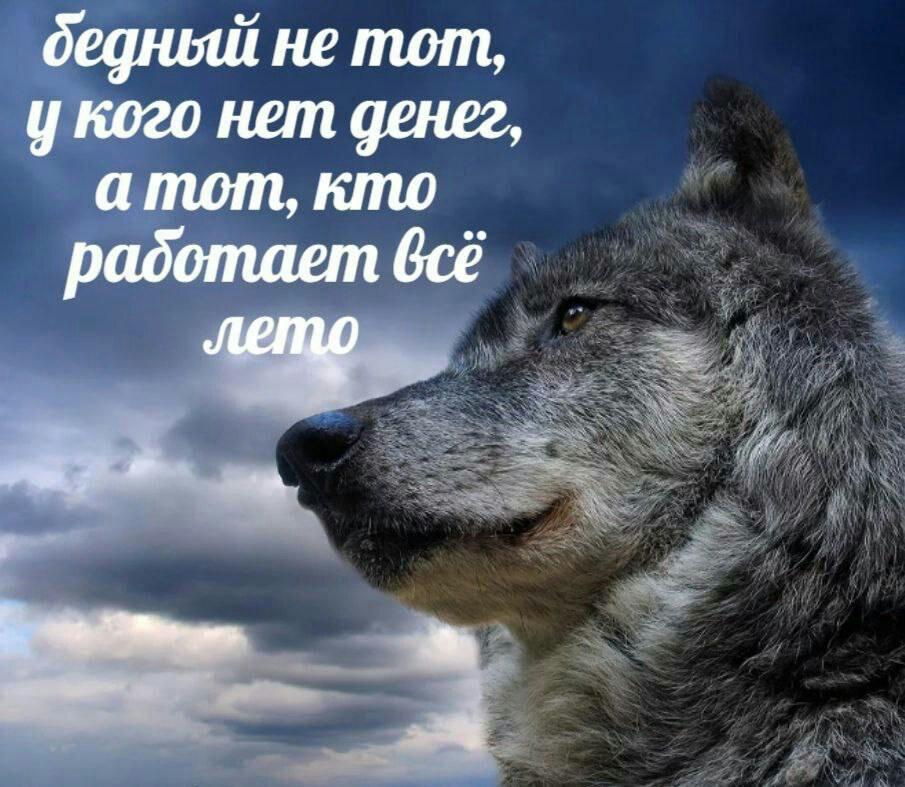 бедный не тот,
у кого нет денег,
а тот, кто
работает всё
лето